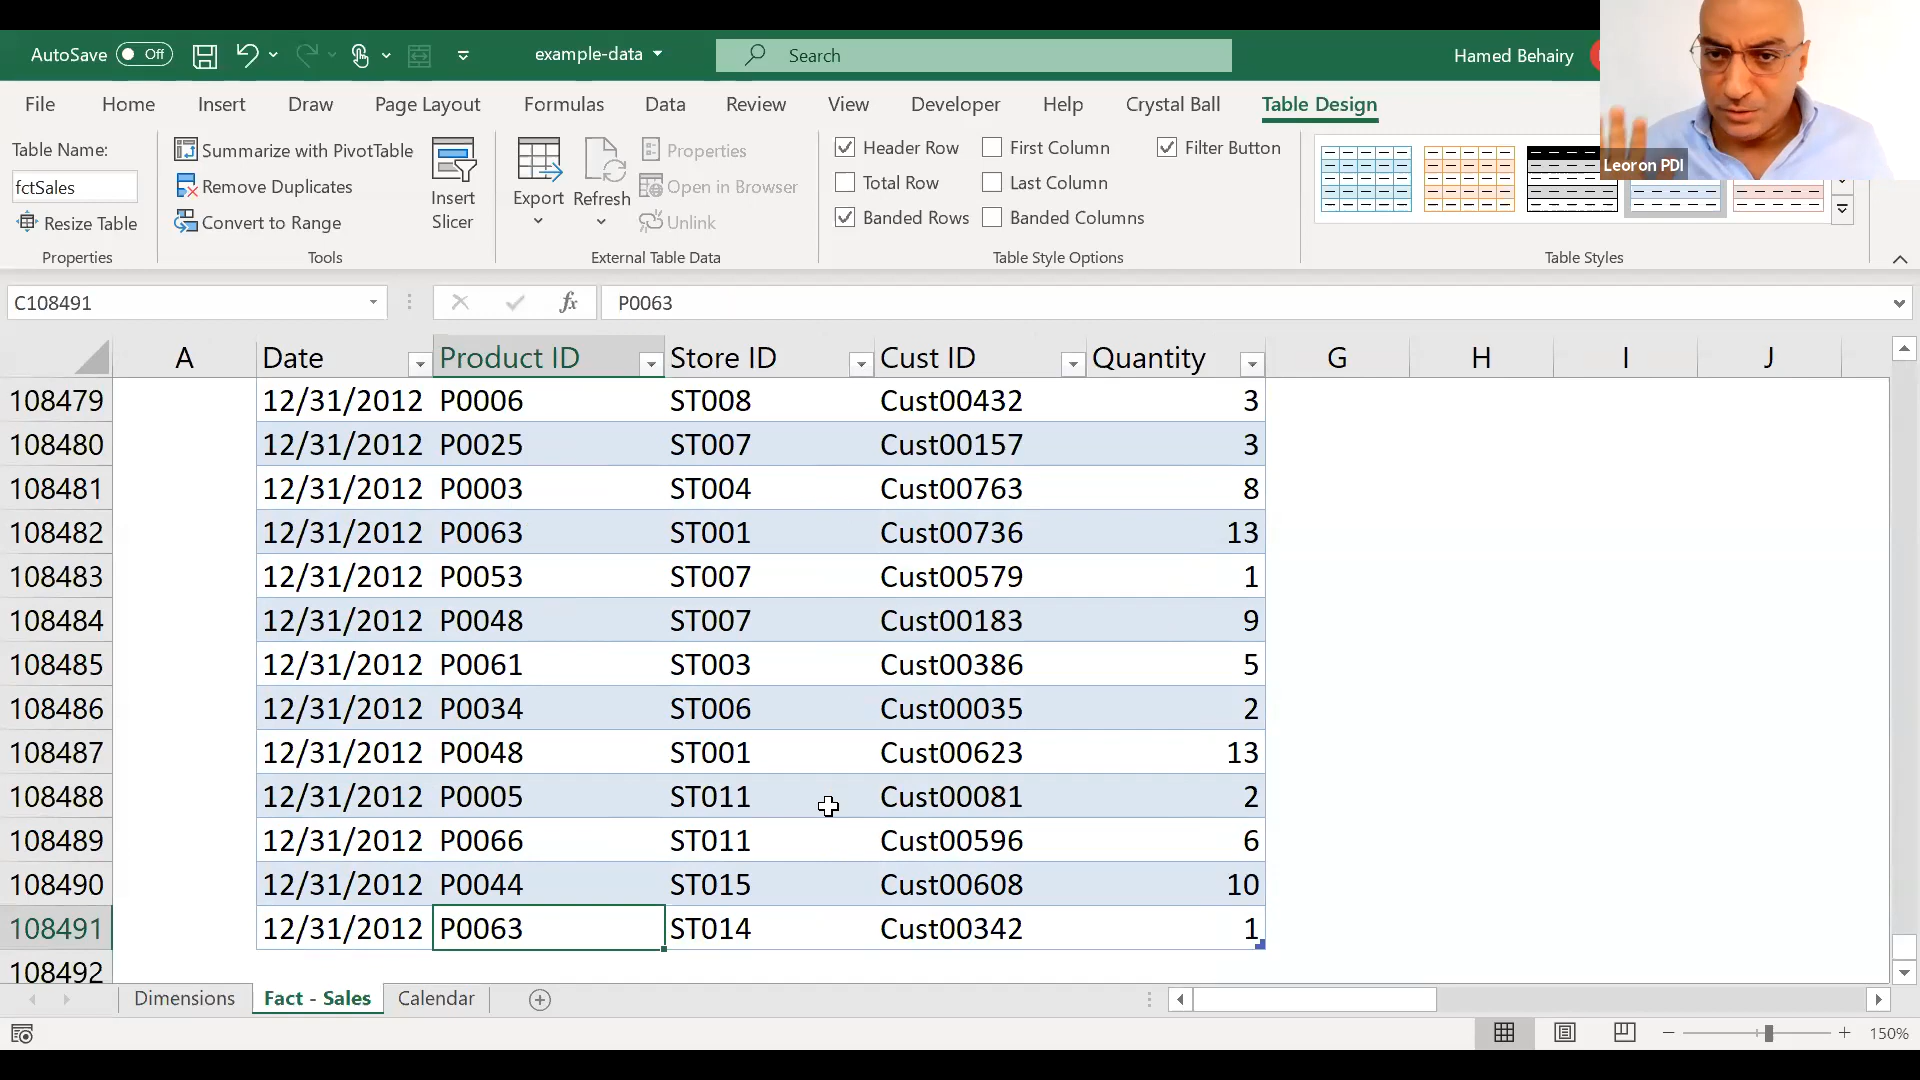 AutoSave Off example-data Search Hamed Behairy
File Home Insert Draw Page Layout Formulas Data Review View Developer Help Crystal Ball Table Design
Leoron PDI
Table Name:
fctSales
Resize Table
Properties
Summarize with PivotTable
Remove Duplicates
Convert to Range
Tools
Insert
Slicer
Export
Refresh
Properties
Open in Browser
Unlink
External Table Data
Header Row First Column Filter Button
Total Row Last Column
Banded Rows Banded Columns
Table Style Options
Table Styles
C108491 fx P0063
A Date Product ID Store ID Cust ID Quantity G H I J
108479 12/31/2012 P0006 ST008 Cust00432 3
108480 12/31/2012 P0025 ST007 Cust00157 3
108481 12/31/2012 P0003 ST004 Cust00763 8
108482 12/31/2012 P0063 ST001 Cust00736 13
108483 12/31/2012 P0053 ST007 Cust00579 1
108484 12/31/2012 P0048 ST007 Cust00183 9
108485 12/31/2012 P0061 ST003 Cust00386 5
108486 12/31/2012 P0034 ST006 Cust00035 2
108487 12/31/2012 P0048 ST001 Cust00623 13
108488 12/31/2012 P0005 ST011 Cust00081 2
108489 12/31/2012 P0066 ST011 Cust00596 6
108490 12/31/2012 P0044 ST015 Cust00608 10
108491 12/31/2012 P0063 ST014 Cust00342 1
108492
Dimensions Fact - Sales Calendar
150%